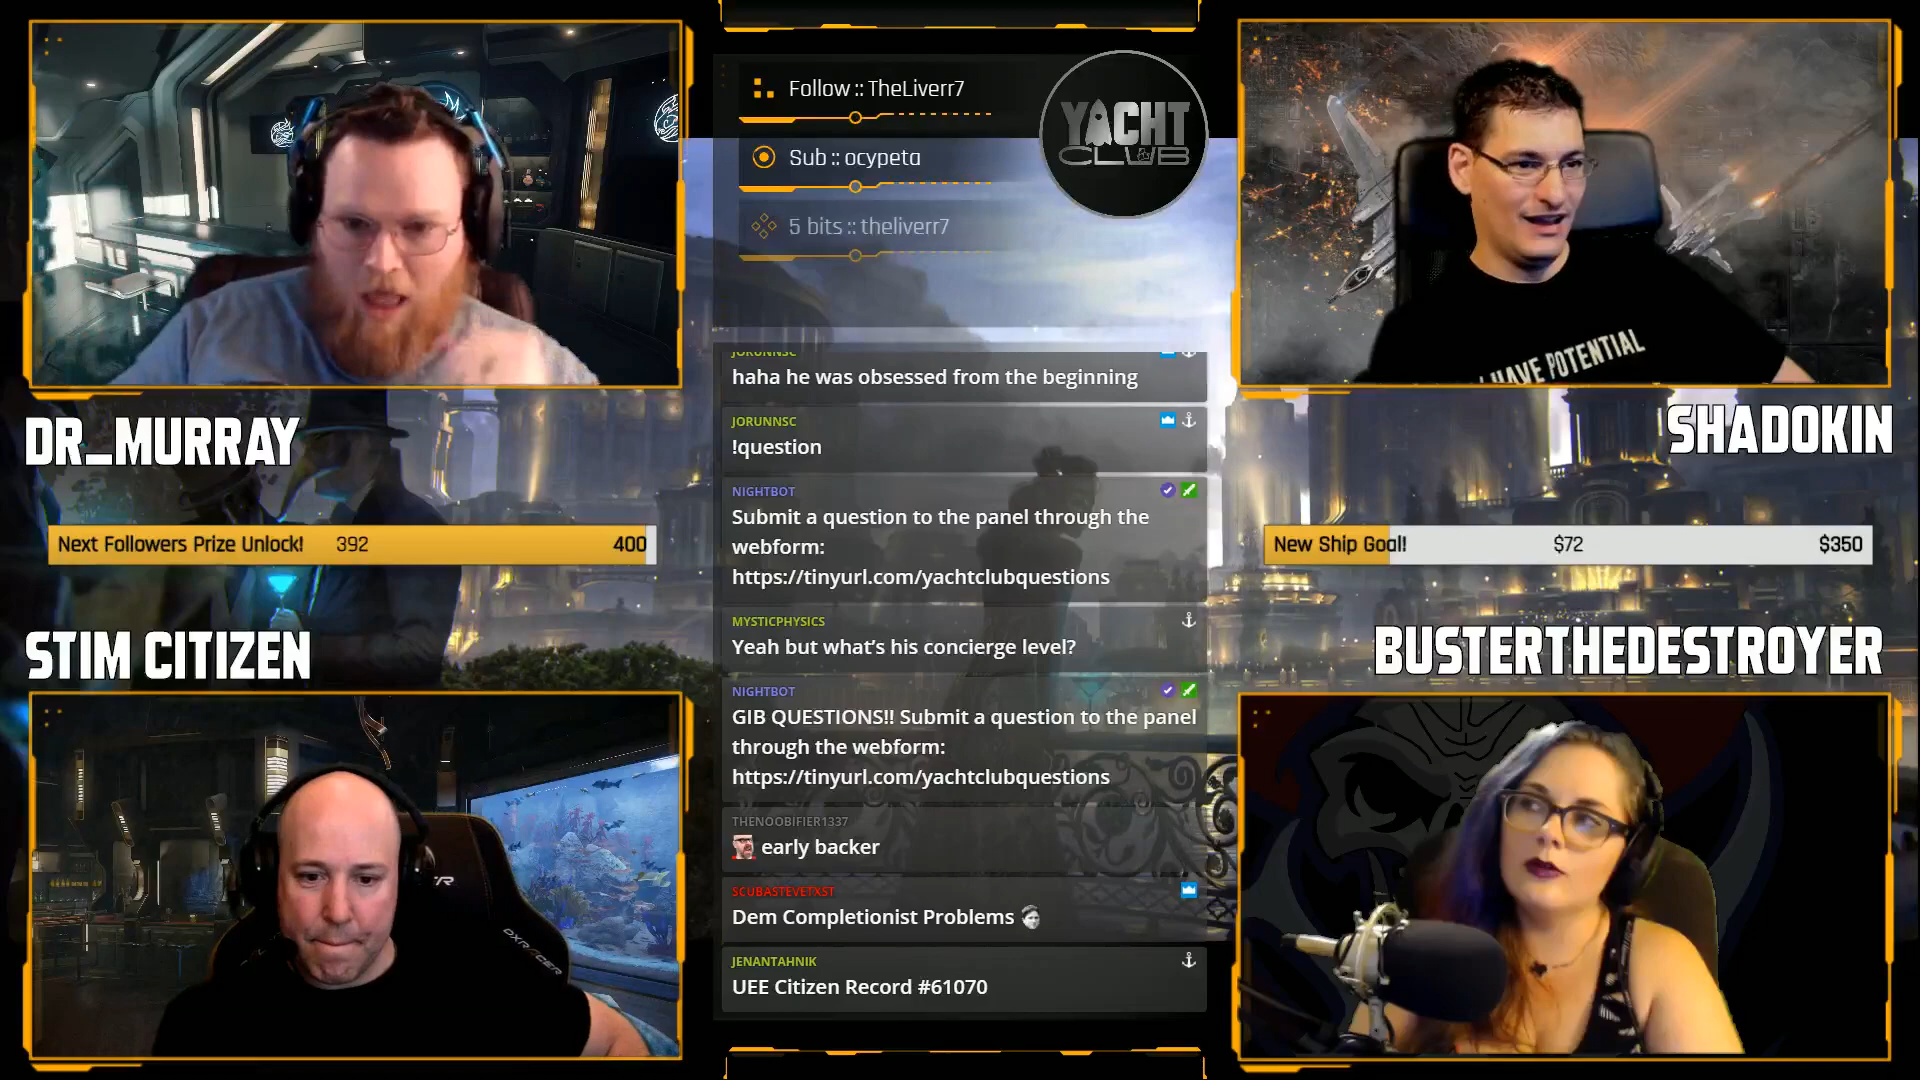 Follow :: TheLiverr7
Sub :: ocypeta
5 bits :: theliverr7
YACHT
CLUB
HAVE POTENTIAL
DR_MURRAY
SHADOKIN
Next Followers Prize Unlock! 392 400
New Ship Goal! $72 $350
STIM CITIZEN
BUSTERTHEDESTROYER
JORUNNSC
haha he was obsessed from the beginning
JORUNNSC
!question
NIGHTBOT
Submit a question to the panel through the
webform:
https://tinyurl.com/yachtclubquestions
MYSTICPHYSICS
Yeah but what's his concierge level?
NIGHTBOT
GIB QUESTIONS!! Submit a question to the panel
through the webform:
https://tinyurl.com/yachtclubquestions
THENOOBIFIER1337
early backer
SCUBASTEVETXST
Dem Completionist Problems
JENANTAHNIK
UEE Citizen Record #61070
DXRACER